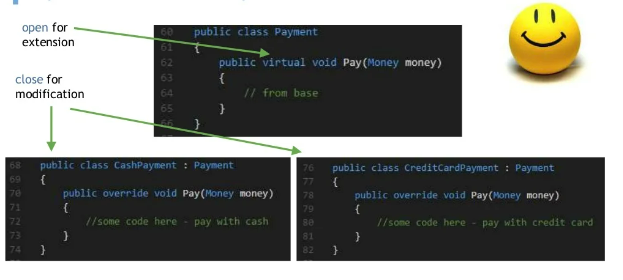 open for
extension
close for
modification
60 public class Payment
61 {
62 public virtual void Pay(Money money)
63 {
64 // from base
65 }
66 }
68 public class CashPayment : Payment
69 {
70 public override void Pay(Money money)
71 {
72 //some code here - pay with cash
73 }
74 }
76 public class CreditCardPayment : Payment
77 {
78 public override void Pay(Money money)
79 {
80 //some code here - pay with credit card
81 }
82 }